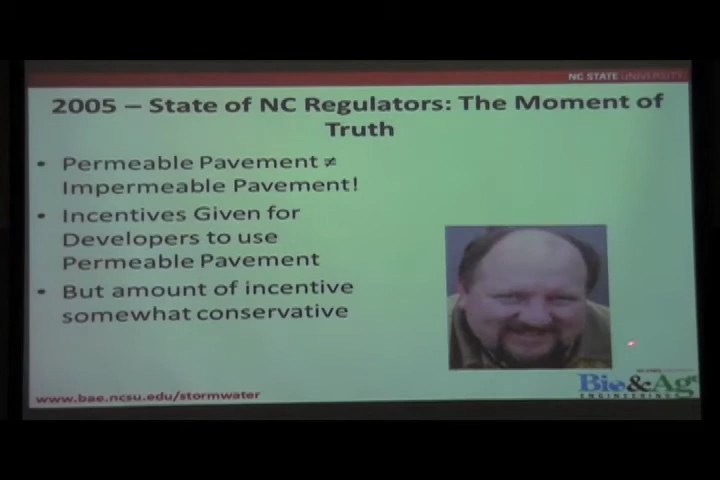 NC STATE UNIVERSITY
2005 – State of NC Regulators: The Moment of
Truth
• Permeable Pavement ≠
Impermeable Pavement!
• Incentives Given for
Developers to use
Permeable Pavement
• But amount of incentive
somewhat conservative
www.bae.ncsu.edu/stormwater
Bio&Ag
ENGINEERING